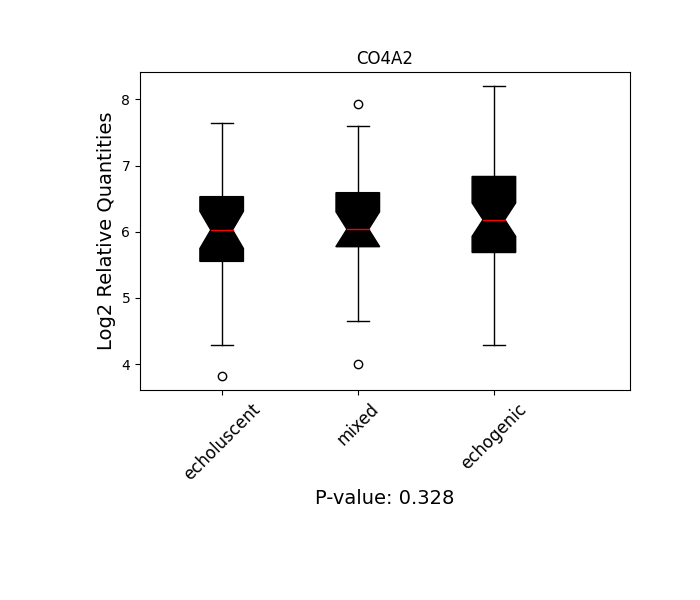 CO4A2
Log2 Relative Quantities
8
7
6
5
4
echoluscent
mixed
echogenic
P-value: 0.328